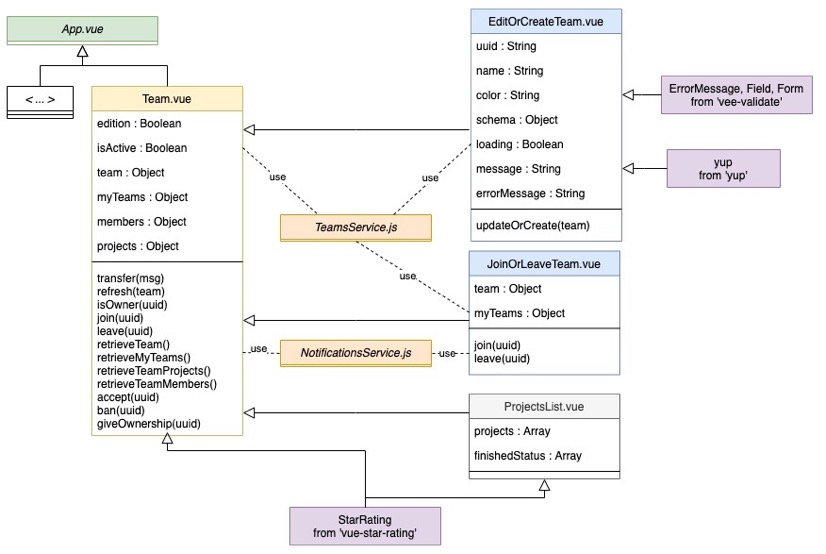 App.vue
< ... >
Team.vue
edition : Boolean
isActive : Boolean
team : Object
myTeams : Object
members : Object
projects : Object
transfer(msg)
refresh(team)
isOwner(uuid)
join(uuid)
leave(uuid)
retrieveTeam()
retrieveMyTeams()
retrieveTeamProjects()
retrieveTeamMembers()
accept(uuid)
ban(uuid)
giveOwnership(uuid)
use
use
TeamsService.js
use
use
NotificationsService.js
use
EditOrCreateTeam.vue
uuid : String
name : String
color : String
schema : Object
loading : Boolean
message : String
errorMessage : String
updateOrCreate(team)
ErrorMessage, Field, Form
from 'vee-validate'
yup
from 'yup'
JoinOrLeaveTeam.vue
team : Object
myTeams : Object
join(uuid)
leave(uuid)
ProjectsList.vue
projects : Array
finishedStatus : Array
StarRating
from 'vue-star-rating'